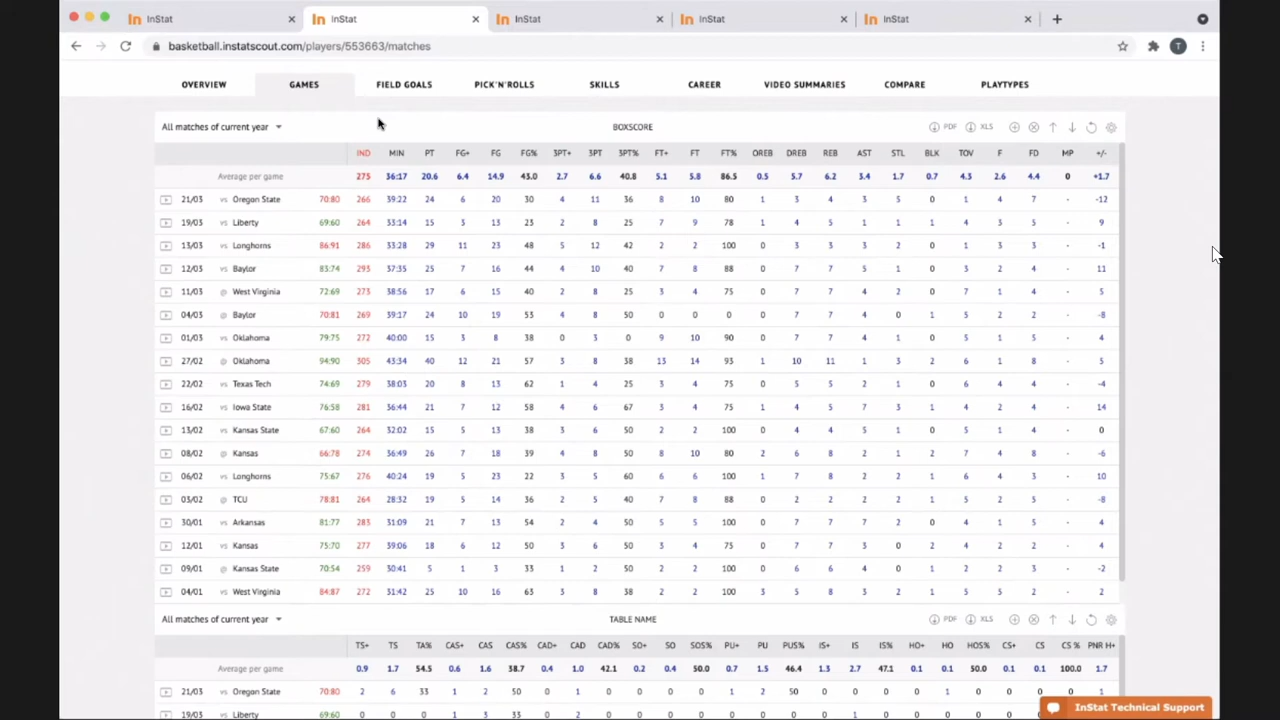 InStat InStat InStat InStat InStat
basketball.instatscout.com/players/553663/matches T
OVERVIEW GAMES FIELD GOALS PICK'N'ROLLS SKILLS CAREER VIDEO SUMMARIES COMPARE PLAYTYPES
All matches of current year BOXSCORE PDF XLS
IND MIN PT FG+ FG FG% 3PT+ 3PT 3PT% FT+ FT FT% OREB DREB REB AST STL BLK TOV F FD MP +/-
Average per game 275 36:17 20.6 6.4 14.9 43.0 2.7 6.6 40.8 5.1 5.8 86.5 0.5 5.7 6.2 3.4 1.7 0.7 4.3 2.6 4.4 0 +1.7
21/03 vs Oregon State 70:80 266 39:22 24 6 20 30 4 11 36 8 10 80 1 3 4 3 5 0 1 4 7 - -12
19/03 vs Liberty 69:60 264 33:14 15 3 13 23 2 8 25 7 9 78 1 4 5 1 1 1 4 3 5 - 9
13/03 vs Longhorns 86:91 286 33:28 29 11 23 48 5 12 42 2 2 100 0 3 3 3 2 0 1 3 3 - -1
12/03 vs Baylor 83:74 293 37:35 25 7 16 44 4 10 40 7 8 88 0 7 7 5 1 0 3 2 4 - 11
11/03 vs West Virginia 72:69 273 38:56 17 6 15 40 2 8 25 3 4 75 0 7 7 4 2 0 7 1 4 - 5
04/03 @ Baylor 70:81 269 39:17 24 10 19 53 4 8 50 0 0 0 0 7 7 4 0 1 5 2 2 - -8
01/03 vs Oklahoma 79:75 272 40:00 15 3 8 38 0 3 0 9 10 90 0 7 7 4 1 0 5 1 5 - 4
27/02 @ Oklahoma 94:90 305 43:34 40 12 21 57 3 8 38 13 14 93 1 10 11 1 3 2 6 1 8 - 5
22/02 vs Texas Tech 74:69 279 38:03 20 8 13 62 1 4 25 3 4 75 0 5 5 2 1 0 6 4 4 - -4
16/02 vs Iowa State 76:58 281 36:44 21 7 12 58 4 6 67 3 4 75 1 4 5 7 3 1 4 2 4 - 14
13/02 vs Kansas State 67:60 264 32:02 15 5 13 38 3 6 50 2 2 100 0 4 4 5 1 0 5 1 4 - 0
08/02 @ Kansas 66:78 274 36:49 26 7 18 39 4 8 50 8 10 80 2 6 8 2 1 2 7 4 8 - -6
06/02 vs Longhorns 75:67 276 40:24 19 5 23 22 3 5 60 6 6 100 1 7 8 2 2 1 6 4 3 - 10
03/02 @ TCU 78:81 264 28:32 19 5 14 36 2 5 40 7 8 88 0 2 2 2 1 1 5 2 5 - -8
30/01 vs Arkansas 81:77 283 31:09 21 7 13 54 2 4 50 5 5 100 0 7 7 7 2 0 4 1 5 - 4
12/01 vs Kansas 75:70 277 39:06 18 6 12 50 3 6 50 3 4 75 0 7 7 3 0 2 4 2 2 - 4
09/01 @ Kansas State 70:54 259 30:41 5 1 3 33 1 2 50 2 2 100 0 6 6 4 0 1 2 2 3 - -2
04/01 vs West Virginia 84:87 272 31:42 25 10 16 63 3 8 38 2 2 100 3 5 8 3 2 1 5 5 2 - 2
All matches of current year TABLE NAME PDF XLS
TS+ TS TA% CAS+ CAS CAS% CAD+ CAD CAD% SO+ SO SOS% PU+ PU PUS% IS+ IS IS% HO+ HO HOS% CS+ CS CS % PNR H+
Average per game 0.9 1.7 54.5 0.6 1.6 38.7 0.4 1.0 42.1 0.2 0.4 50.0 0.7 1.5 46.4 1.3 2.7 47.1 0.1 0.1 50.0 0.1 0.1 100.0 1.7
21/03 vs Oregon State 70:80 2 6 33 1 2 50 0 1 0 0 0 0 1 2 50 0 0 0 0 1 0 0 0 0 1
19/03 vs Liberty 69:60 0 0 0 1 3 33 0 2 0 0 0 0 0 0 0 0 1 0 0 0 0
InStat Technical Support